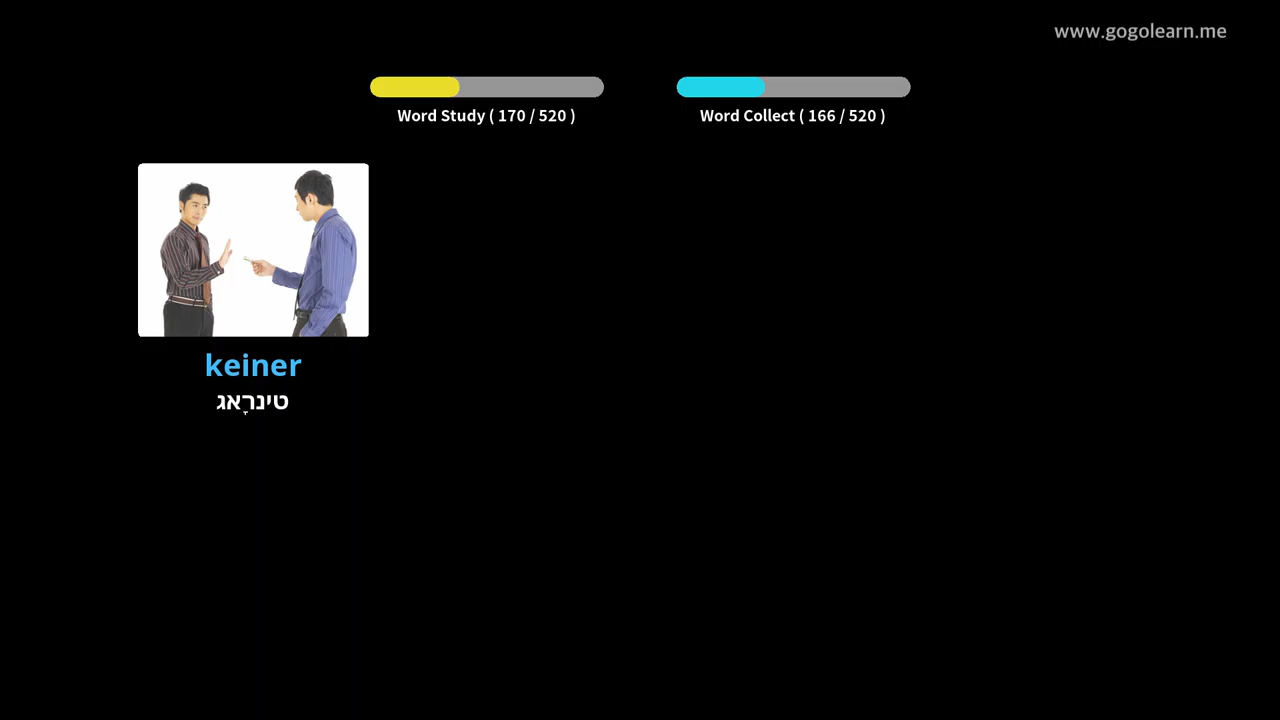 www.gogolearn.me
Word Study ( 170 / 520 )
Word Collect ( 166 / 520 )
keiner
טינרָאג